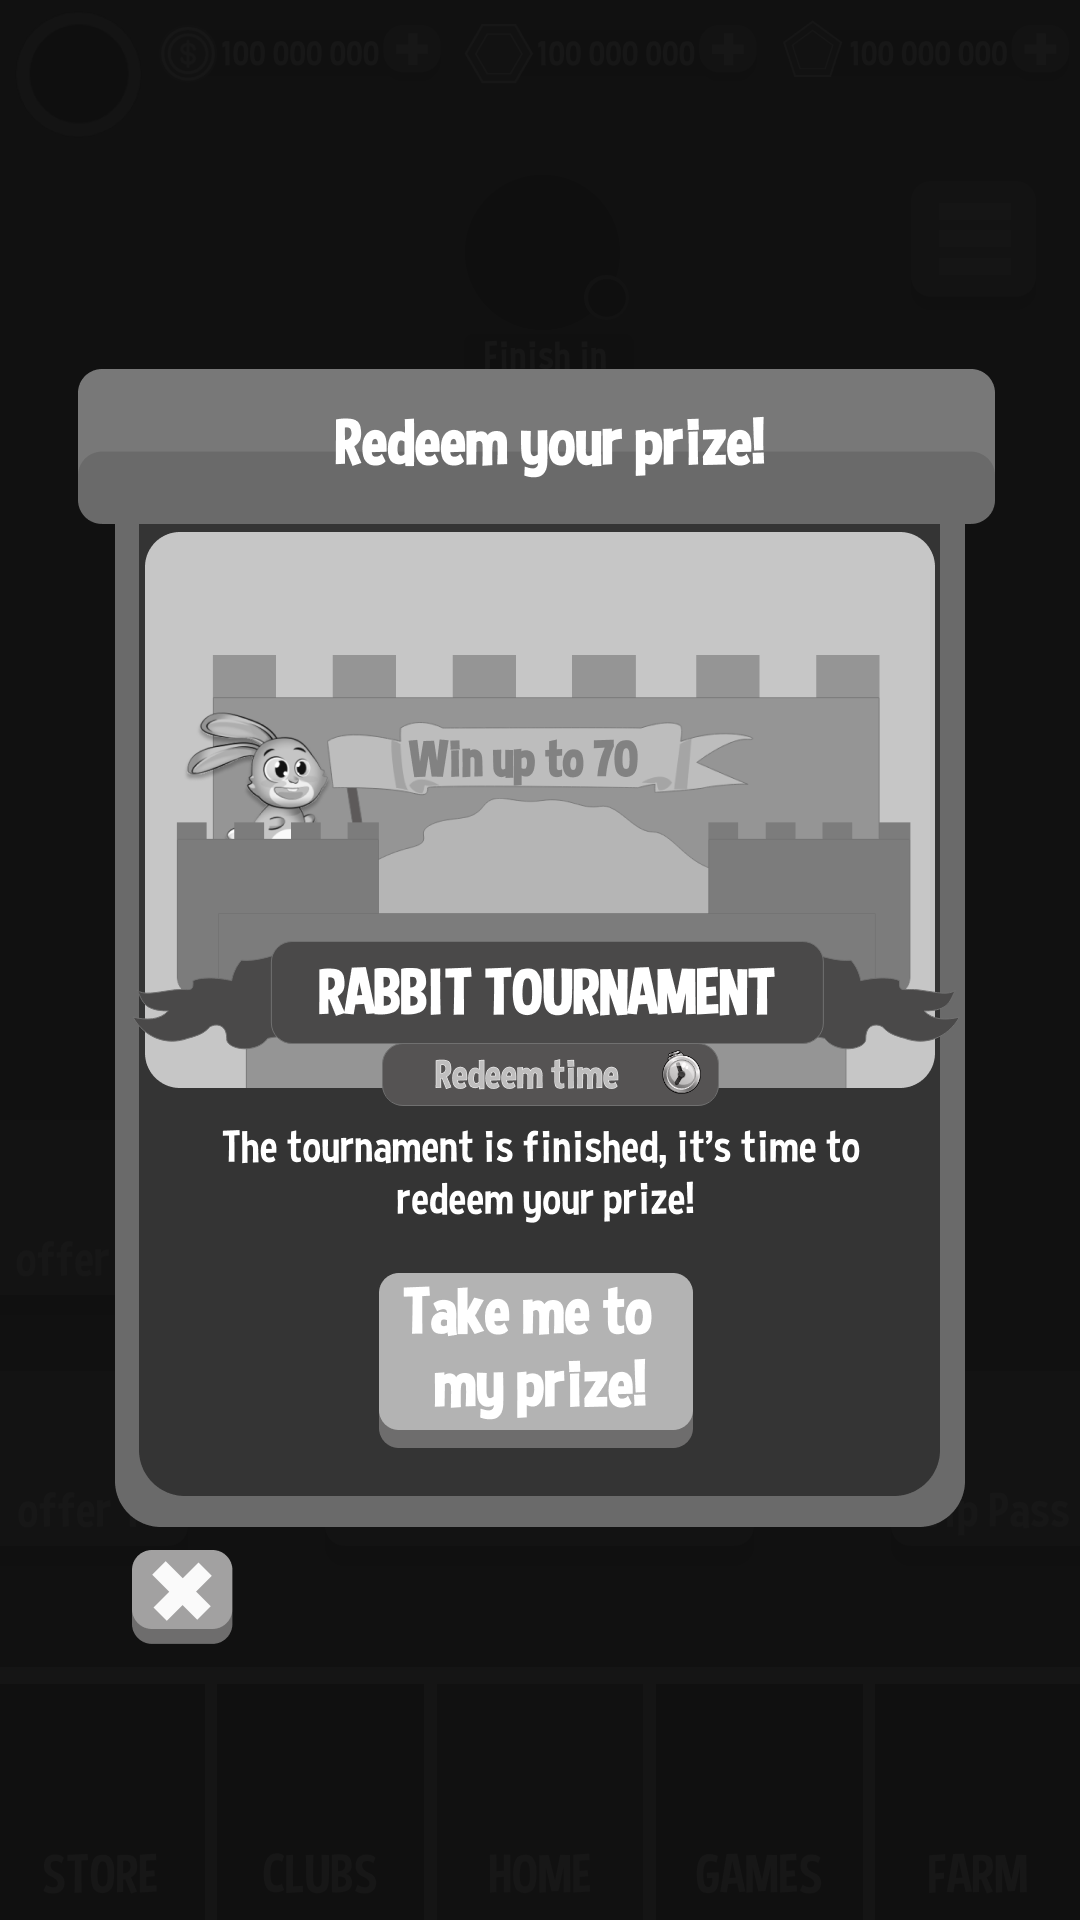 100 000 000 100 000 000 100 000 000
Finish in
Redeem your prize!
Win up to 70
RABBIT TOURNAMENT
Redeem time
The tournament is finished, it's time to
redeem your prize!
offer
Take me to
my prize!
offer
p Pass
STORE CLUBS HOME GAMES FARM